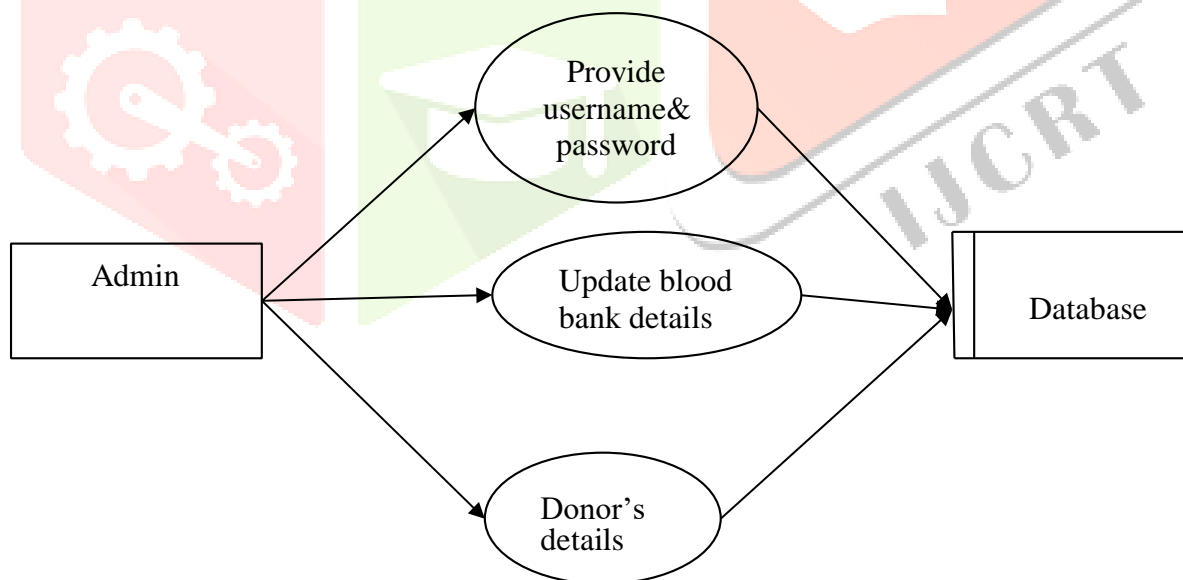 Provide
username&
password
IJCRT
Admin
Update blood
bank details
Database
Donor's
details